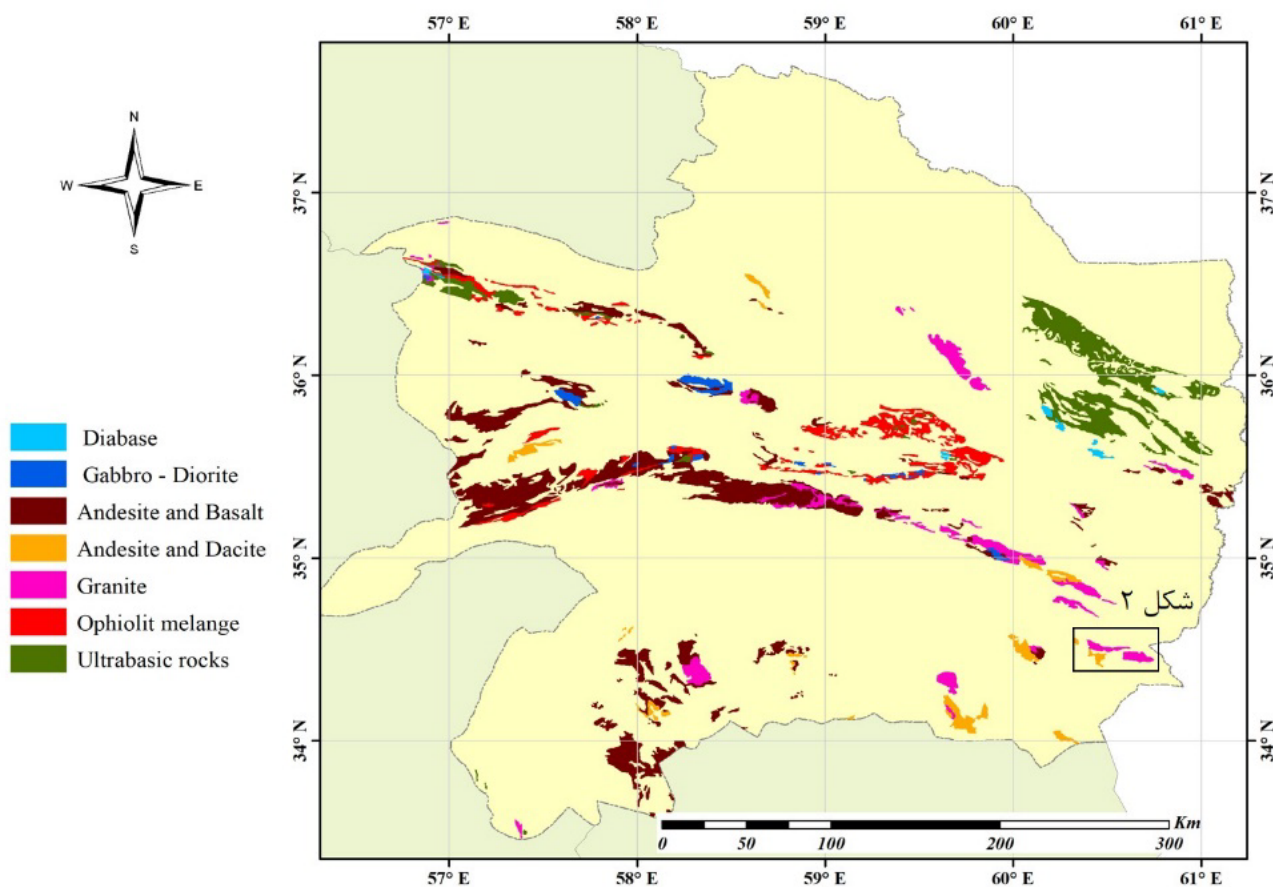 57° E 58° E 59° E 60° E 61° E
N
W E
S
37° N 37° N
36° N 36° N
35° N 35° N
34° N 34° N
Diabase
Gabbro - Diorite
Andesite and Basalt
Andesite and Dacite
Granite
Ophiolit melange
Ultrabasic rocks
شکل ۲
Km
0 50 100 200 300
57° E 58° E 59° E 60° E 61° E